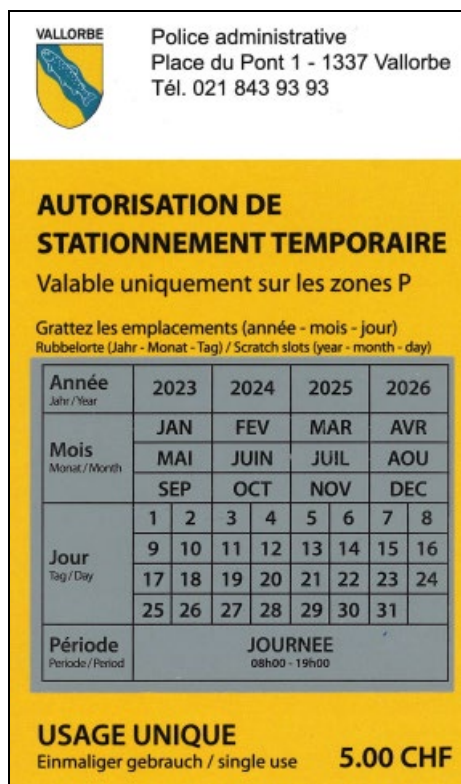 VALLORBE
Police administrative
Place du Pont 1 - 1337 Vallorbe
Tél. 021 843 93 93
AUTORISATION DE
STATIONNEMENT TEMPORAIRE
Valable uniquement sur les zones P
Grattez les emplacements (année - mois - jour)
Rubbelorte (Jahr - Monat - Tag) / Scratch slots (year - month - day)
Année
Jahr / Year
2023 2024 2025 2026
Mois
Monat / Month
JAN FEV MAR AVR
MAI JUIN JUIL AOU
SEP OCT NOV DEC
Jour
Tag / Day
1 2 3 4 5 6 7 8
9 10 11 12 13 14 15 16
17 18 19 20 21 22 23 24
25 26 27 28 29 30 31
Période
Periode / Period
JOURNEE
08h00 - 19h00
USAGE UNIQUE
Einmaliger gebrauch / single use
5.00 CHF